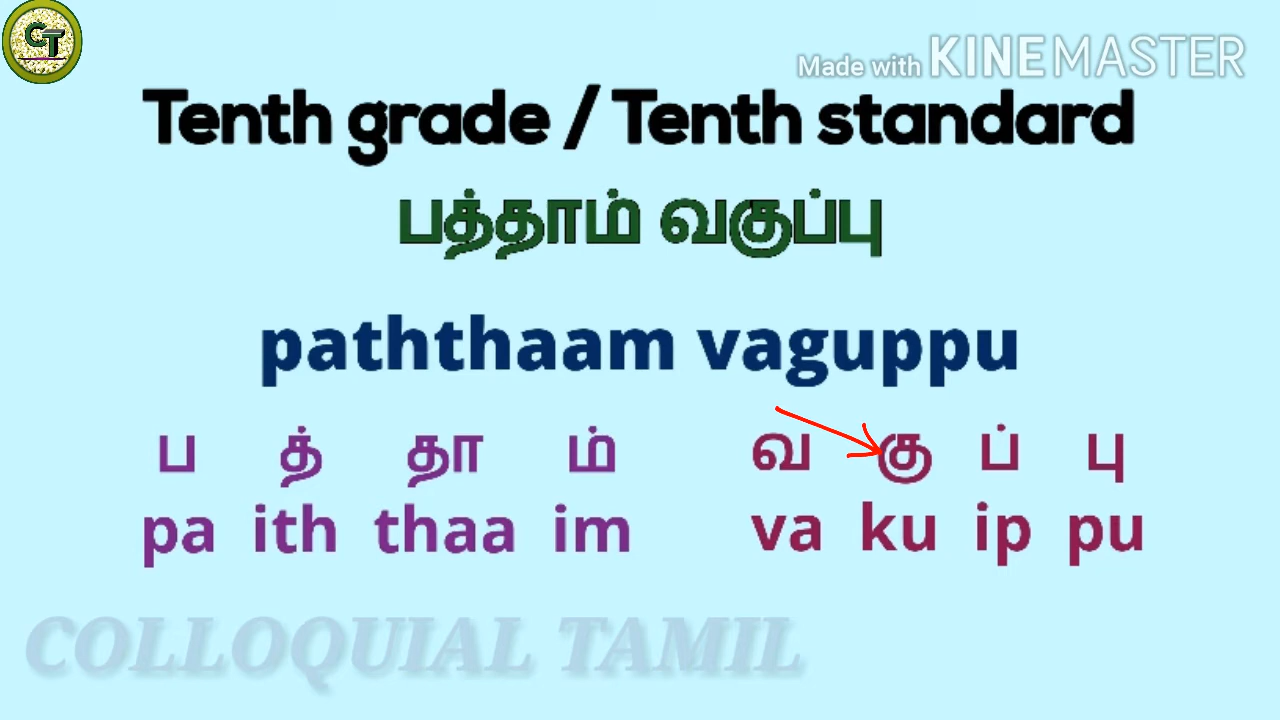 CT
Made with KINEMASTER
Tenth grade / Tenth standard
பத்தாம் வகுப்பு
paththaam vaguppu
ப த் தா ம் வ கு ப் பு
pa ith thaa im va ku ip pu
COLLOQUIAL TAMIL